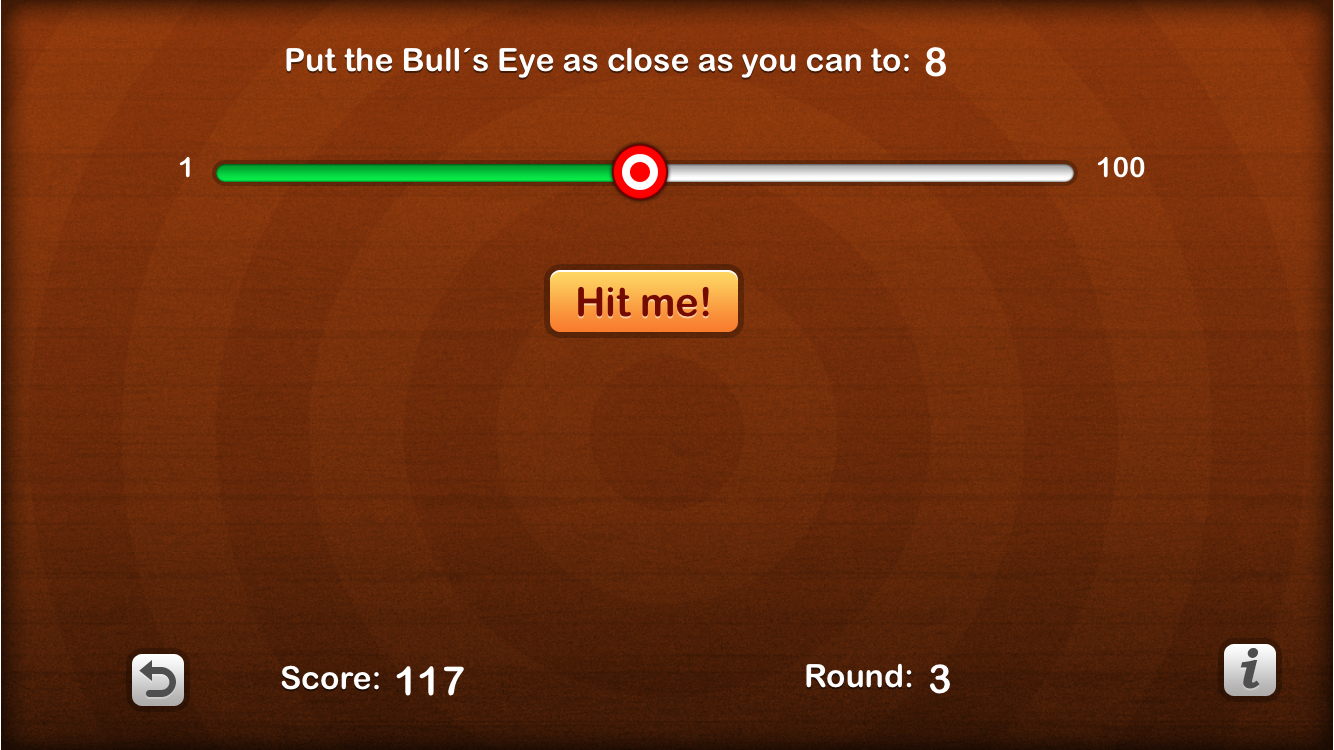 Put the Bull´s Eye as close as you can to: 8
1 100
Hit me!
Score: 117 Round: 3 i